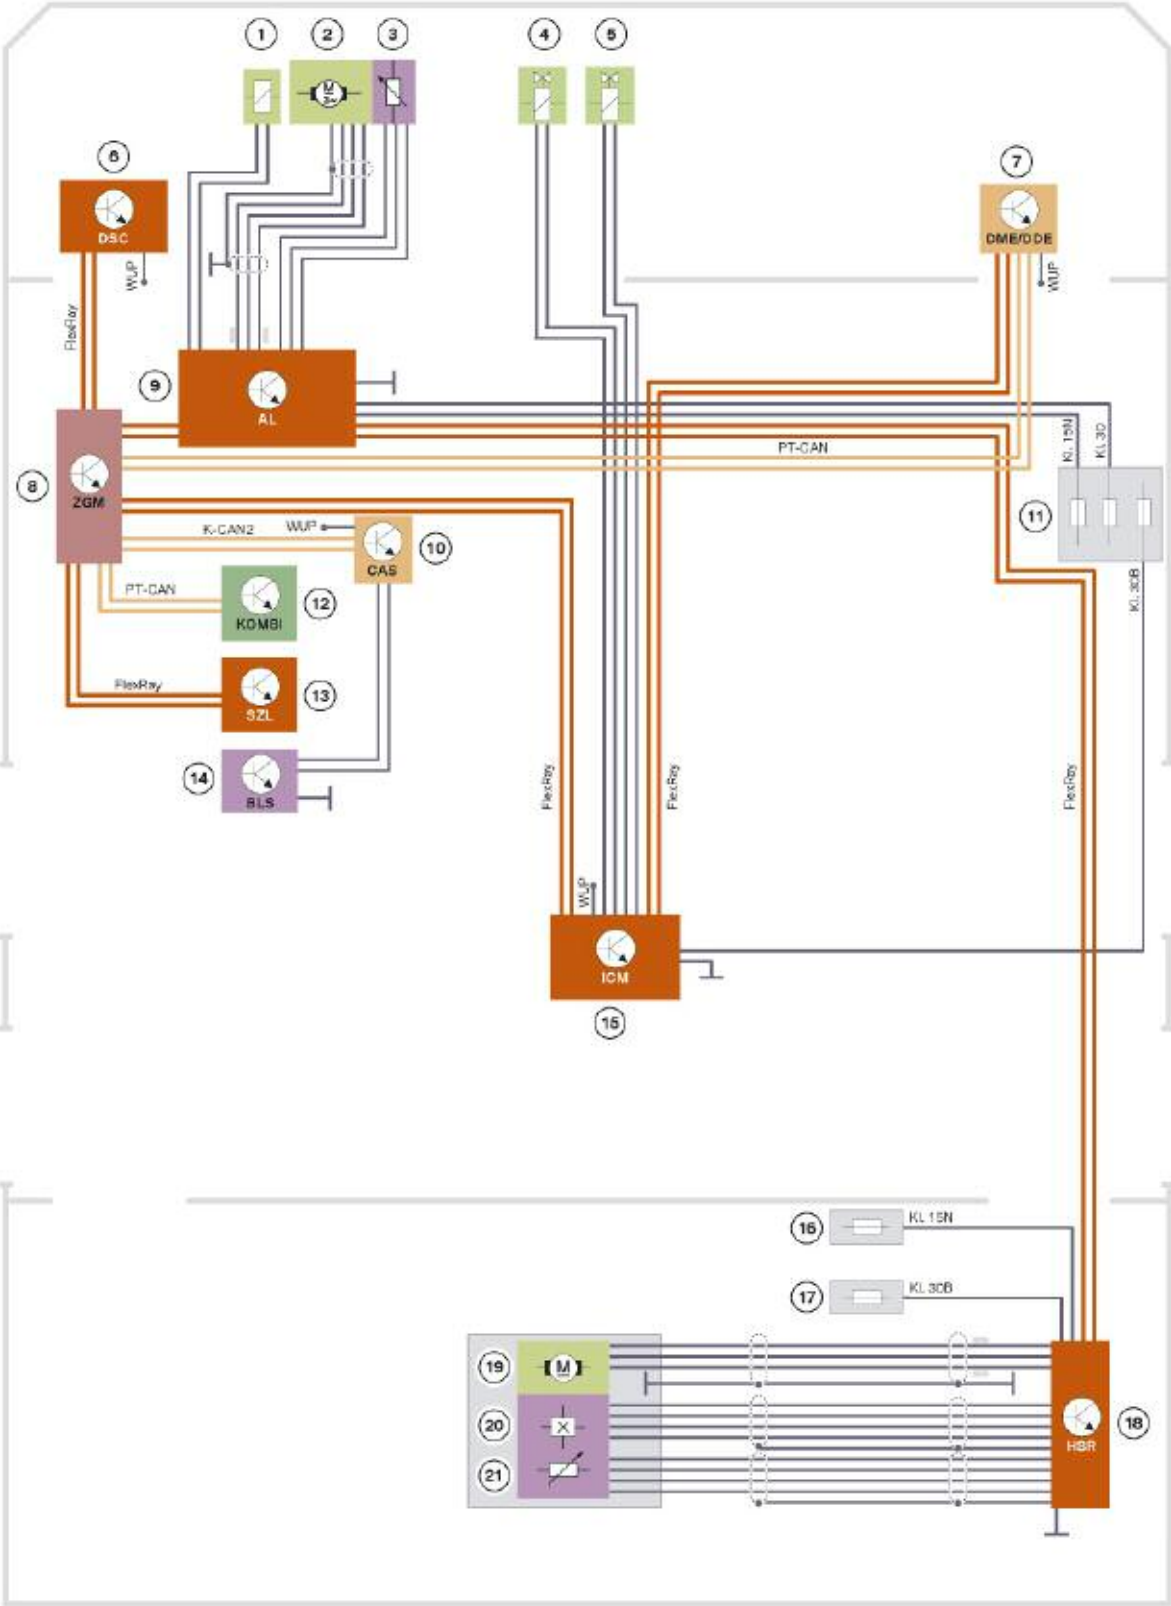 1
2
3
4
5
6
7
DSC
WUP
DME/DDE
WUP
FlexRay
9
AL
KL 15N
KL 30
PT-CAN
8
ZGM
11
K-CAN2
WUP
10
CAS
PT-CAN
12
KOMBI
KL 30B
FlexRay
13
SZL
14
BLS
FlexRay
FlexRay
FlexRay
WUP
ICM
15
16
KL 15N
17
KL 30B
19
M
20
18
HSR
21